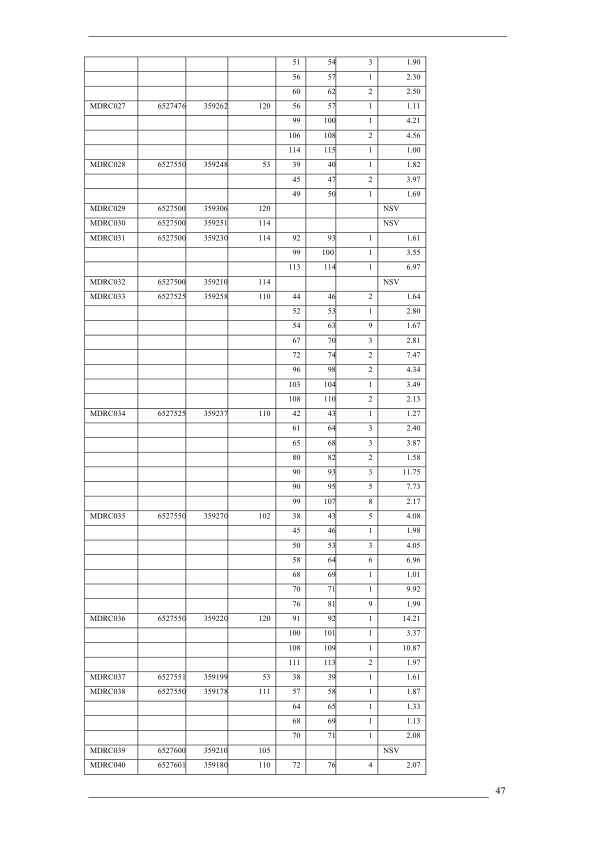 51 54 3 1.90
56 57 1 2.30
60 62 2 2.50
MDRC027 6527476 359262 120 56 57 1 1.11
99 100 1 4.21
106 108 2 4.56
114 115 1 1.00
MDRC028 6527550 359248 53 39 40 1 1.82
45 47 2 3.97
49 50 1 1.69
MDRC029 6527500 359306 120 NSV
MDRC030 6527500 359251 114 NSV
MDRC031 6527500 359230 114 92 93 1 1.61
99 100 1 3.55
113 114 1 6.97
MDRC032 6527500 359210 114 NSV
MDRC033 6527525 359258 110 44 46 2 1.64
52 53 1 2.80
54 63 9 1.67
67 70 3 2.81
72 74 2 7.47
96 98 2 4.34
103 104 1 3.49
108 110 2 2.13
MDRC034 6527525 359237 110 42 43 1 1.27
61 64 3 2.40
65 68 3 3.87
80 82 2 1.58
90 93 3 11.75
90 95 5 7.73
99 107 8 2.17
MDRC035 6527550 359270 102 38 43 5 4.08
45 46 1 1.98
50 53 3 4.05
58 64 6 6.96
68 69 1 1.01
70 71 1 9.92
76 81 9 1.99
MDRC036 6527550 359220 120 91 92 1 14.21
100 101 1 3.37
108 109 1 10.87
111 113 2 1.97
MDRC037 6527551 359199 53 38 39 1 1.61
MDRC038 6527550 359178 111 57 58 1 1.87
64 65 1 1.33
68 69 1 1.13
70 71 1 2.08
MDRC039 6527600 359210 105 NSV
MDRC040 6527601 359180 110 72 76 4 2.07
47